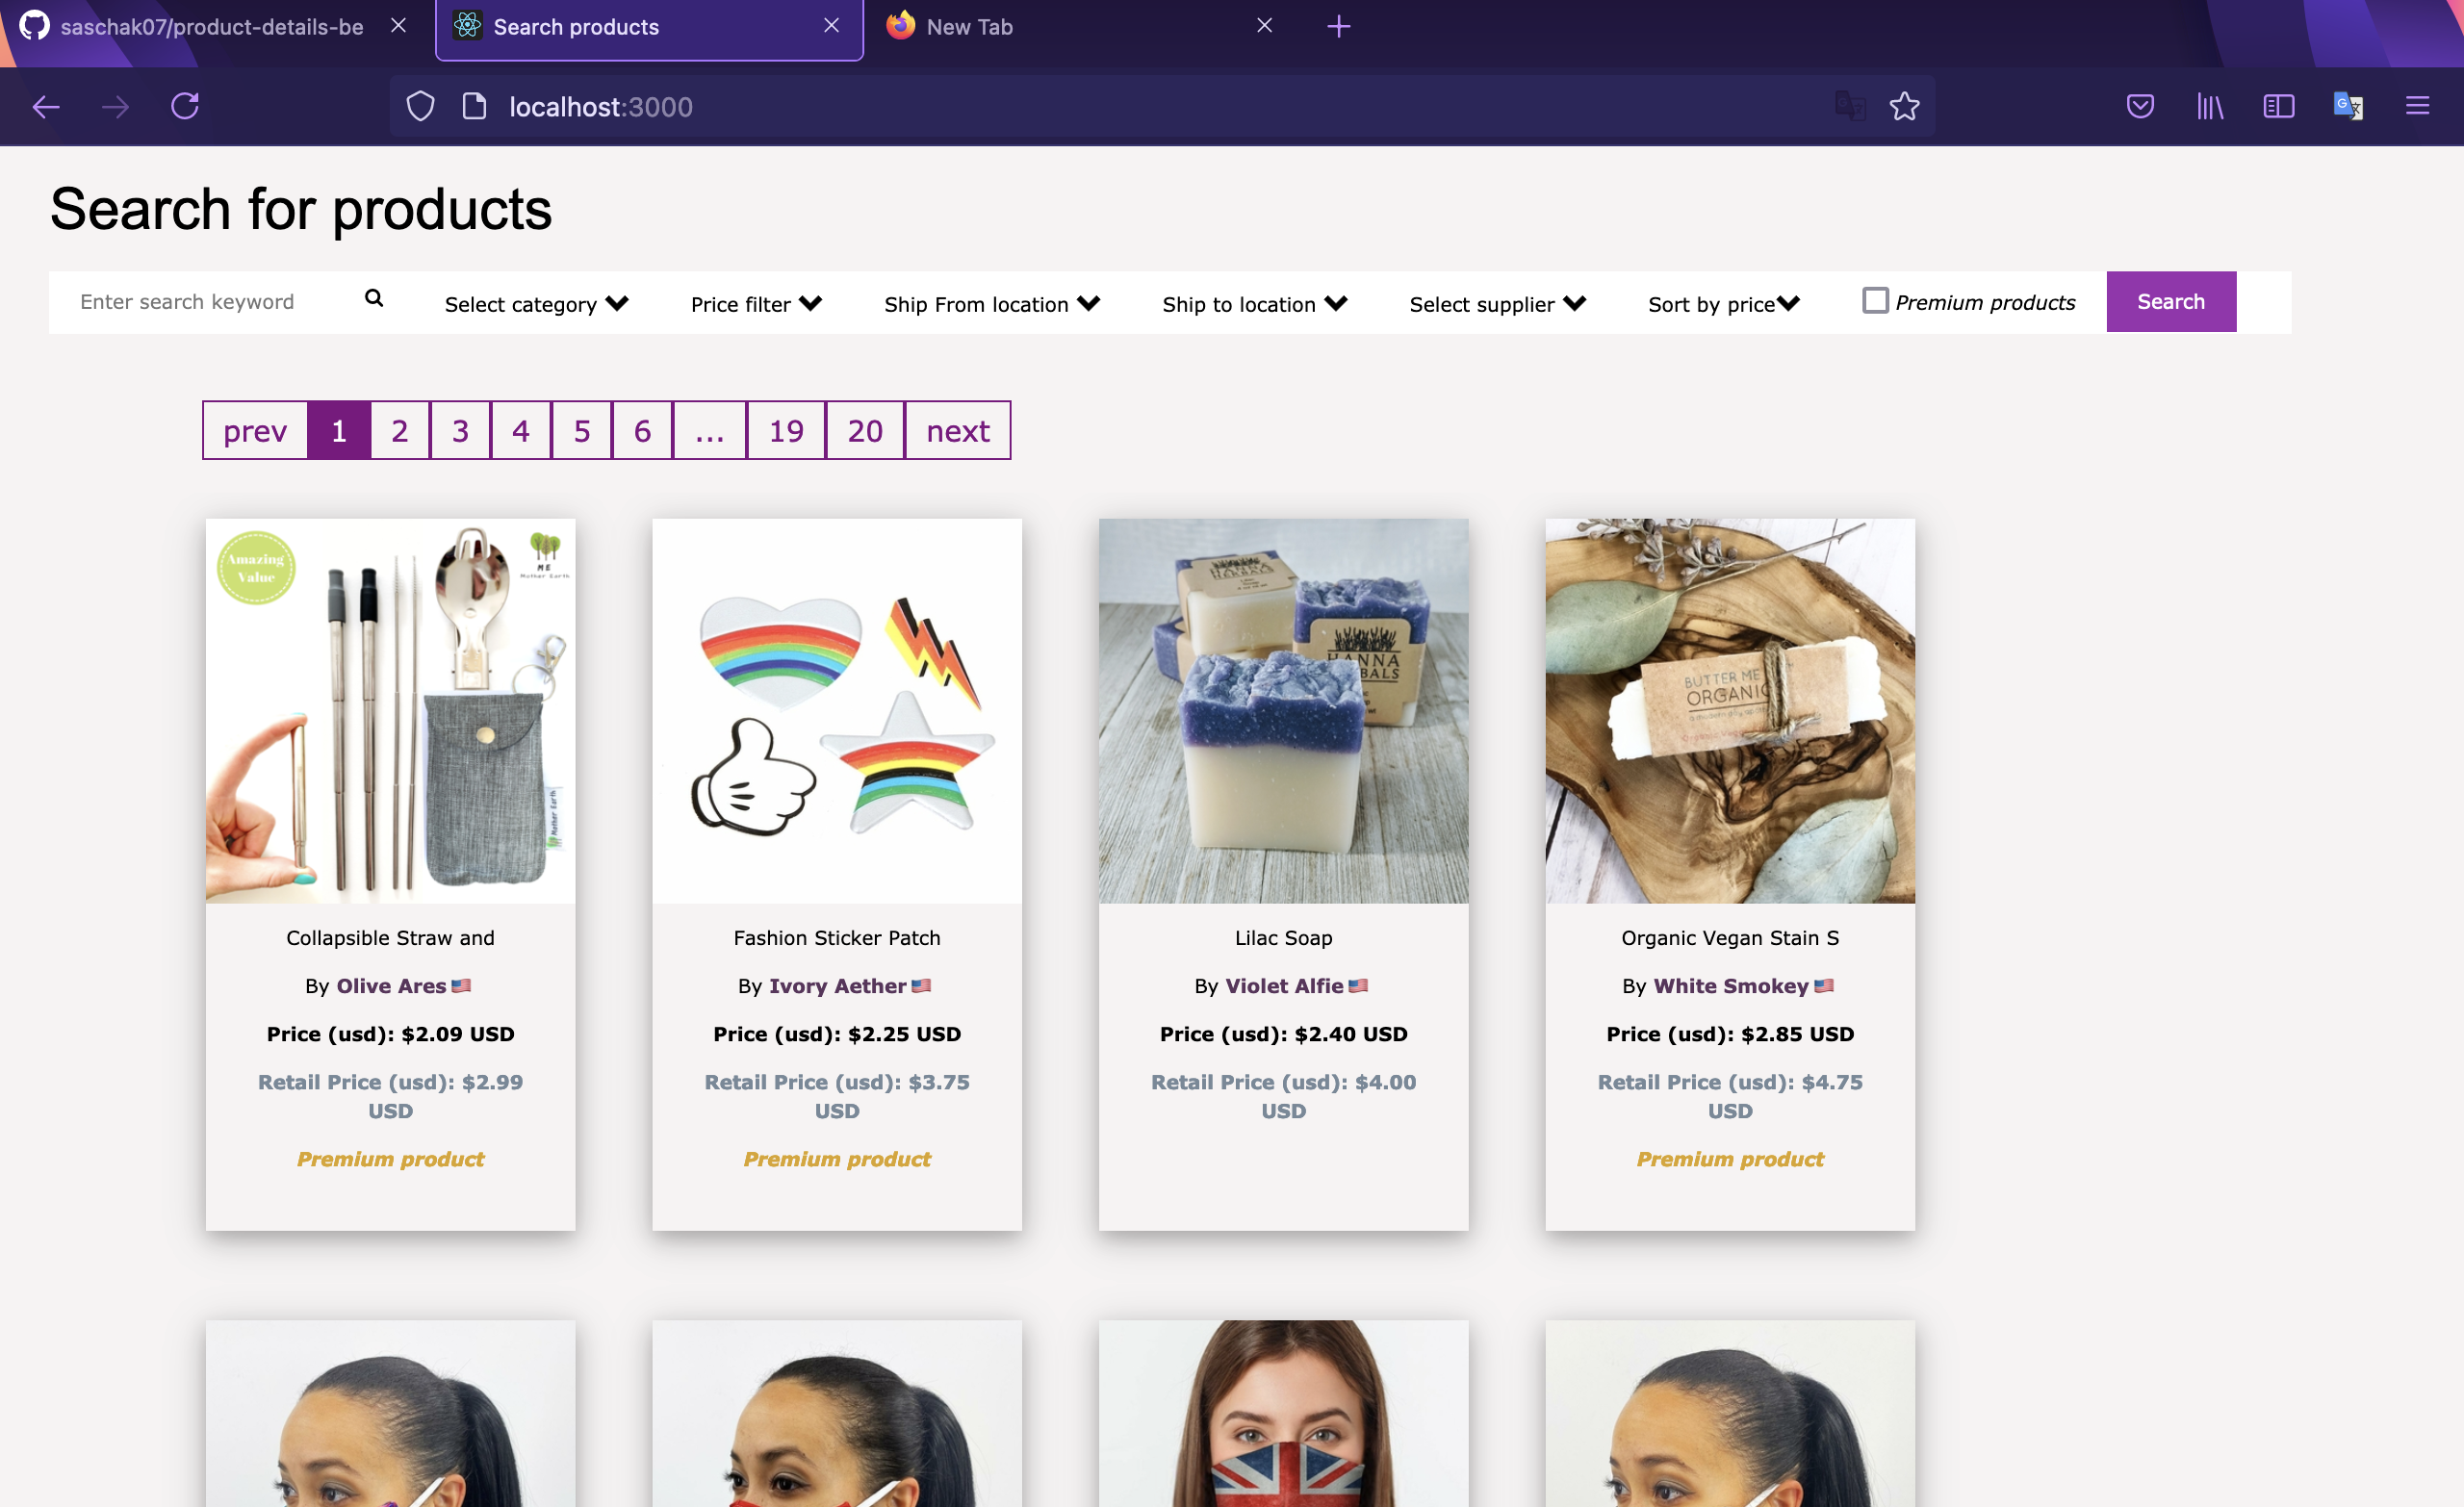 saschak07/product-details-be
Search products
New Tab
localhost:3000
Search for products
Enter search keyword
Select category
Price filter
Ship From location
Ship to location
Select supplier
Sort by price
Premium products
Search
prev 1 2 3 4 5 6 ... 19 20 next
Amazing
Value
ME
Mother Earth
Mother Earth
HANNA
HERBALS
HANNA
BUTTER ME
ORGANIC
Collapsible Straw and
By Olive Ares
Price (usd): $2.09 USD
Retail Price (usd): $2.99
USD
Premium product
Fashion Sticker Patch
By Ivory Aether
Price (usd): $2.25 USD
Retail Price (usd): $3.75
USD
Premium product
Lilac Soap
By Violet Alfie
Price (usd): $2.40 USD
Retail Price (usd): $4.00
USD
Organic Vegan Stain S
By White Smokey
Price (usd): $2.85 USD
Retail Price (usd): $4.75
USD
Premium product